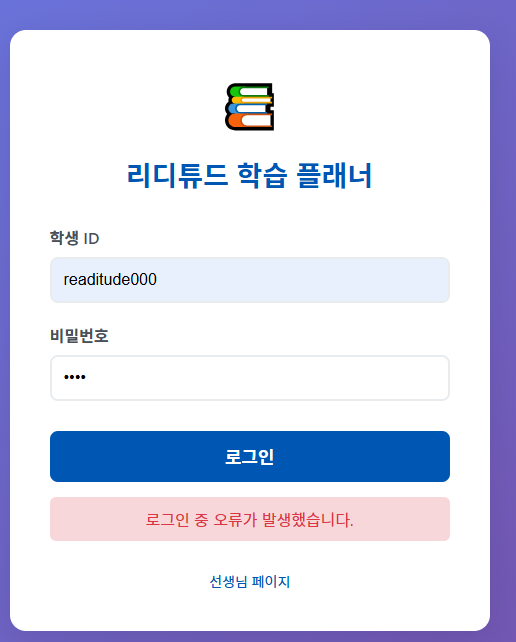 리디튜드 학습 플래너
학생 ID
readitude000
비밀번호
••••
로그인
로그인 중 오류가 발생했습니다.
선생님 페이지